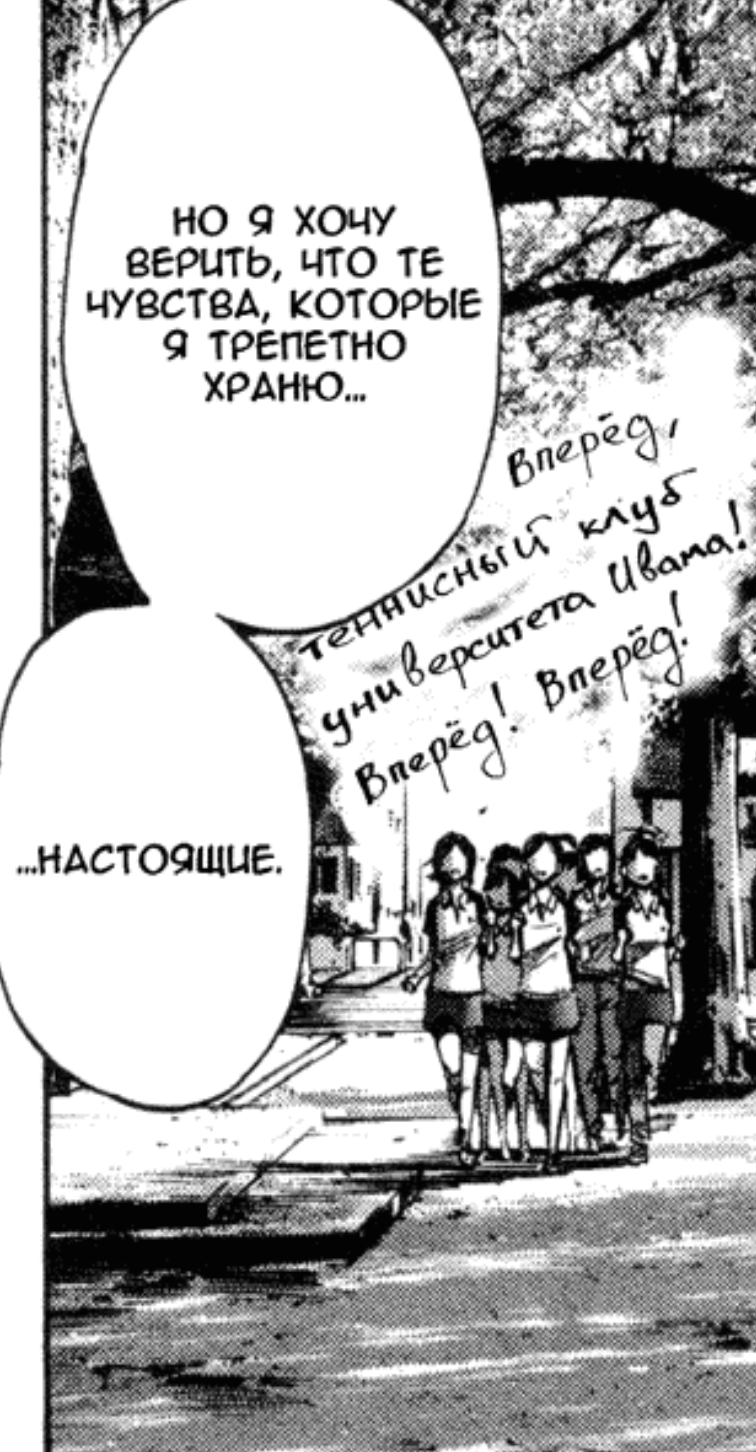 НО Я ХОЧУ
ВЕРИТЬ, ЧТО ТЕ
ЧУВСТВА, КОТОРЫЕ
Я ТРЕПЕТНО
ХРАНЮ...
Вперёд,
теннисный клуб
университета Ивама!
Вперёд! Вперёд!
...НАСТОЯЩИЕ.